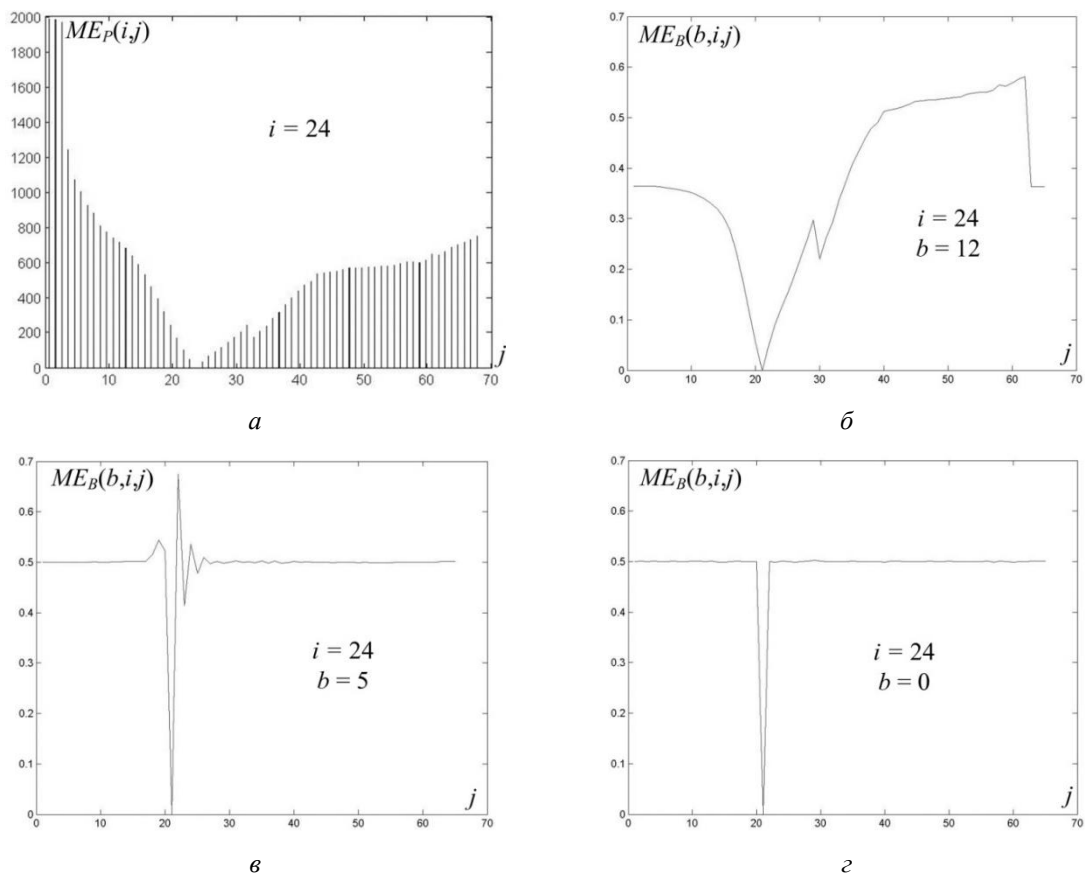 ME_P(i,j)
2000
1800
1600
1400
1200
1000
800
600
400
200
0
i = 24
0 10 20 30 40 50 60 70
j
а
ME_B(b,i,j)
0.7
0.6
0.5
0.4
0.3
0.2
0.1
0
i = 24
b = 12
0 10 20 30 40 50 60 70
j
б
ME_B(b,i,j)
0.7
0.6
0.5
0.4
0.3
0.2
0.1
0
i = 24
b = 5
0 10 20 30 40 50 60 70
j
в
ME_B(b,i,j)
0.7
0.6
0.5
0.4
0.3
0.2
0.1
0
i = 24
b = 0
0 10 20 30 40 50 60 70
j
г